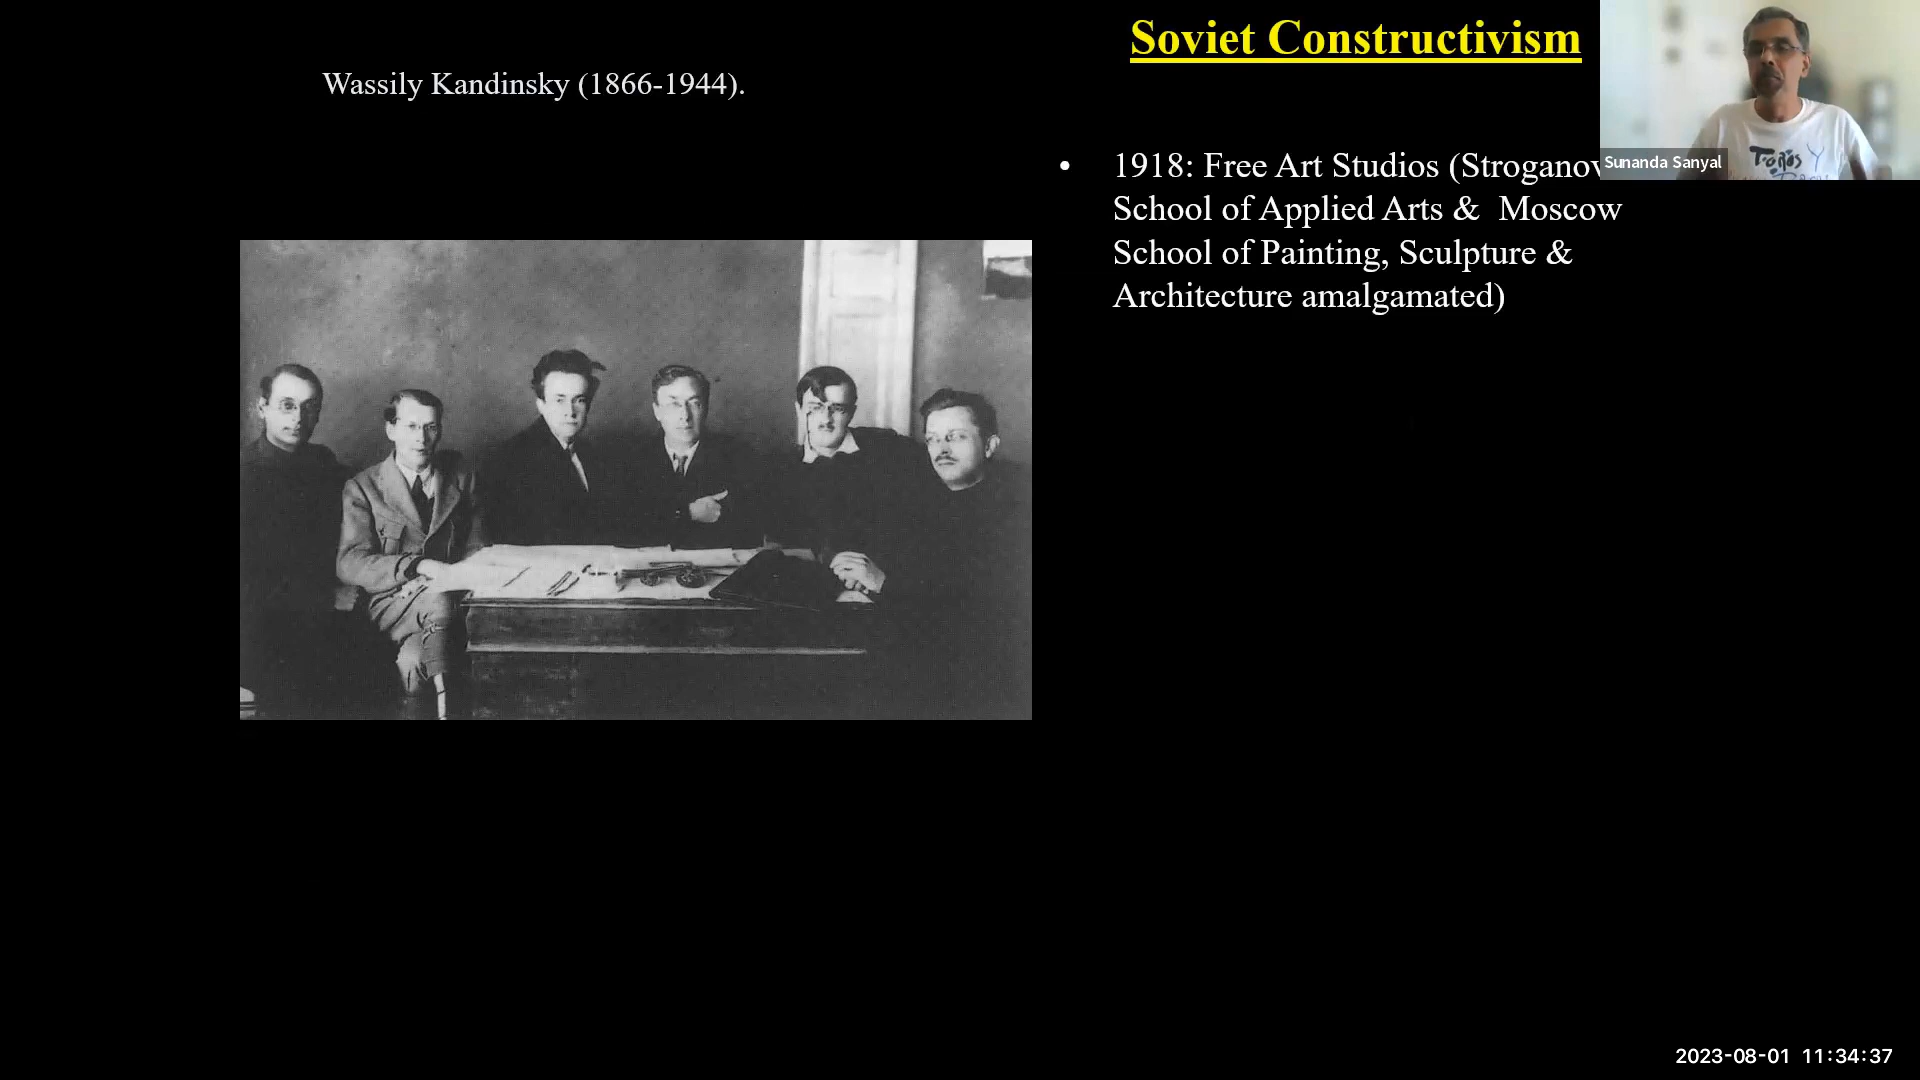 Soviet Constructivism
Wassily Kandinsky (1866-1944).
• 1918: Free Art Studios (Stroganov
School of Applied Arts & Moscow
School of Painting, Sculpture &
Architecture amalgamated)
Sunanda Sanyal
2023-08-01 11:34:37